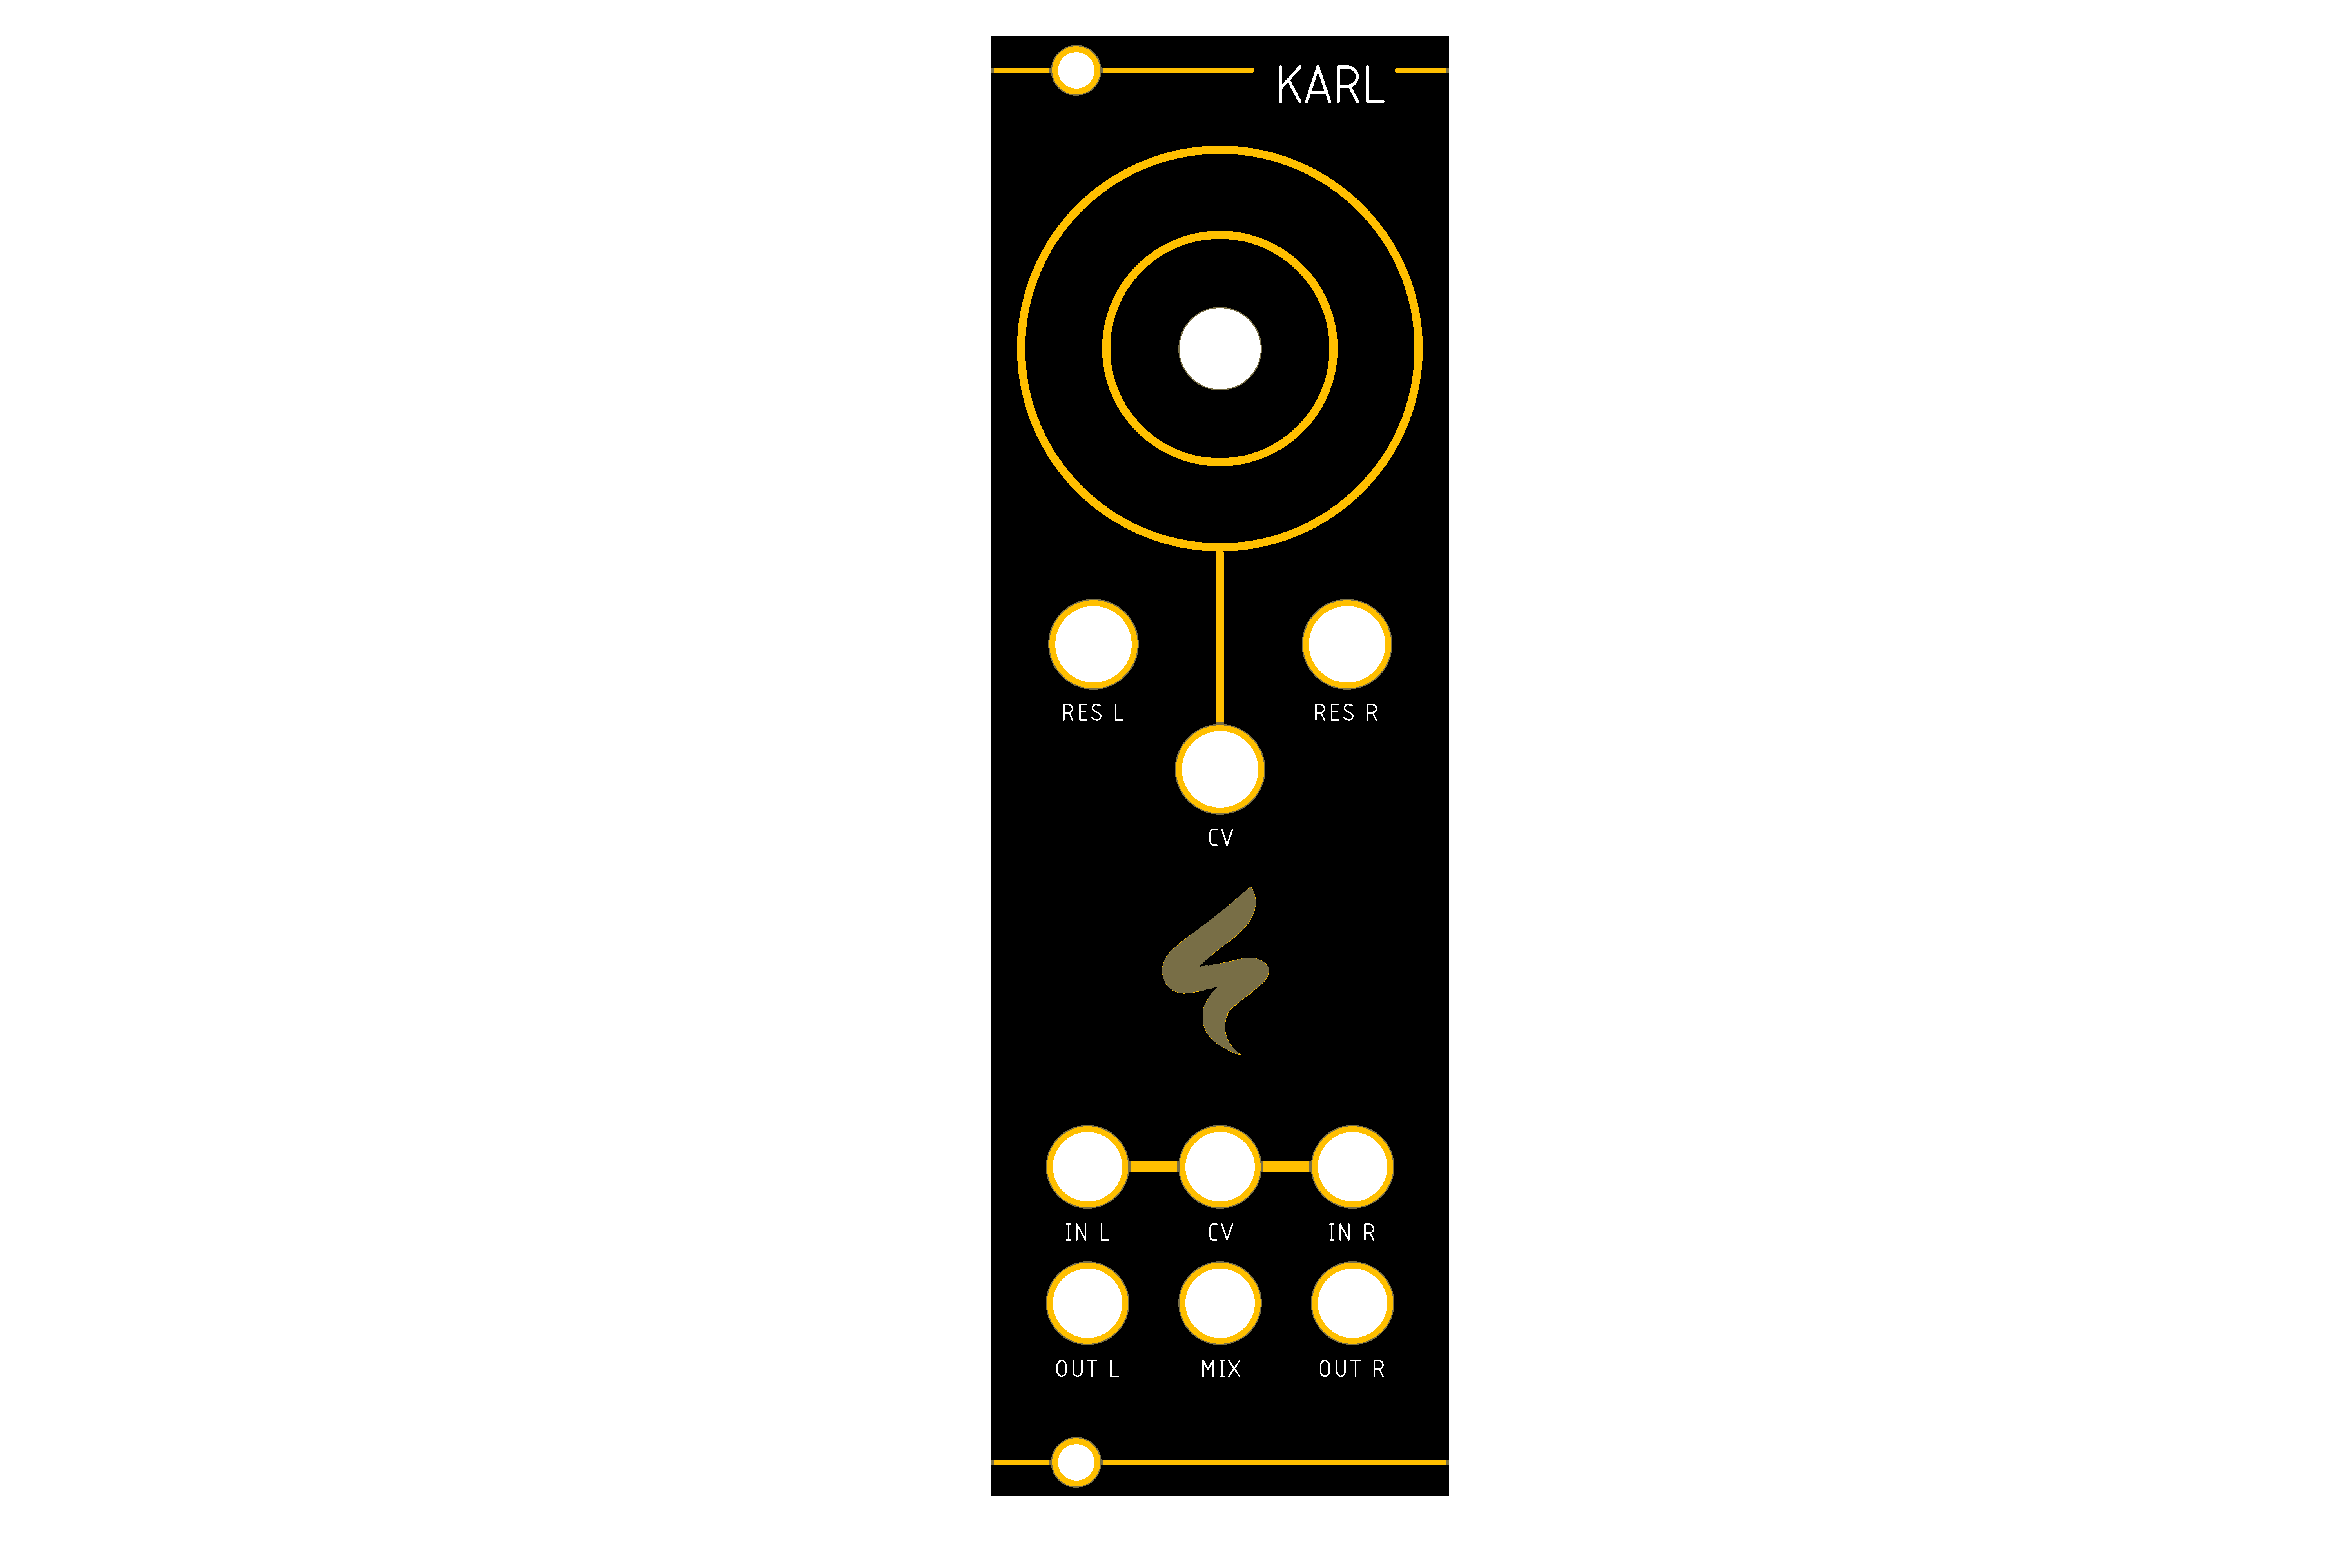 KARL
RES L RES R
CV
IN L CV IN R
OUT L MIX OUT R